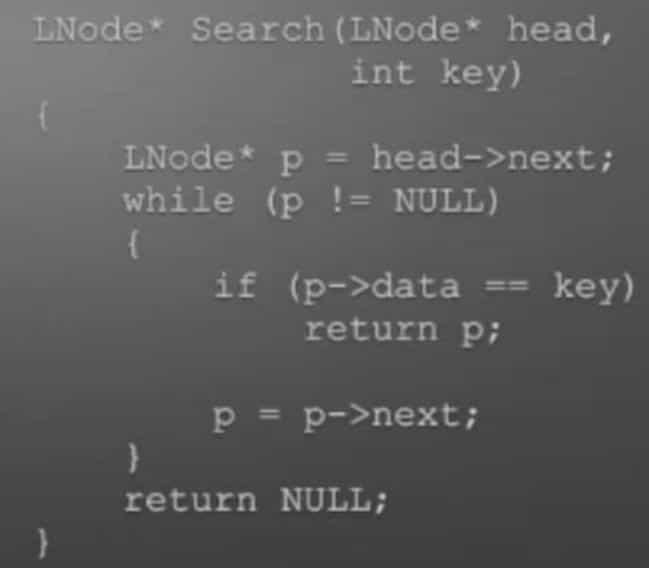 LNode* Search(LNode* head,
int key)
{
LNode* p = head->next;
while (p != NULL)
{
if (p->data == key)
return p;
p = p->next;
}
return NULL;
}